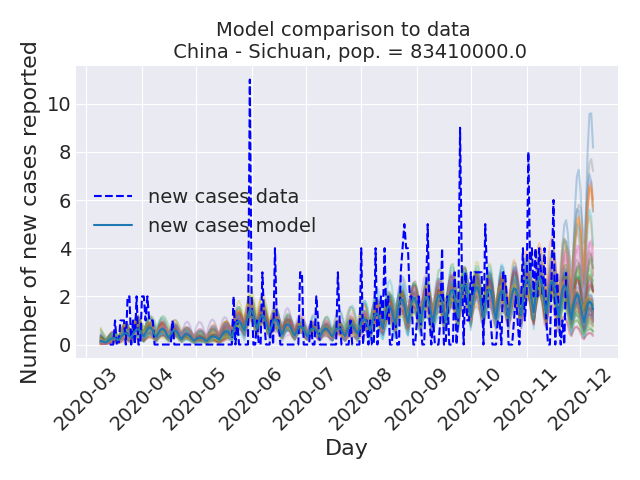 Model comparison to data
China - Sichuan, pop. = 83410000.0
Number of new cases reported
10
8
6
4
2
0
new cases data
new cases model
2020-03
2020-04
2020-05
2020-06
2020-07
2020-08
2020-09
2020-10
2020-11
2020-12
Day